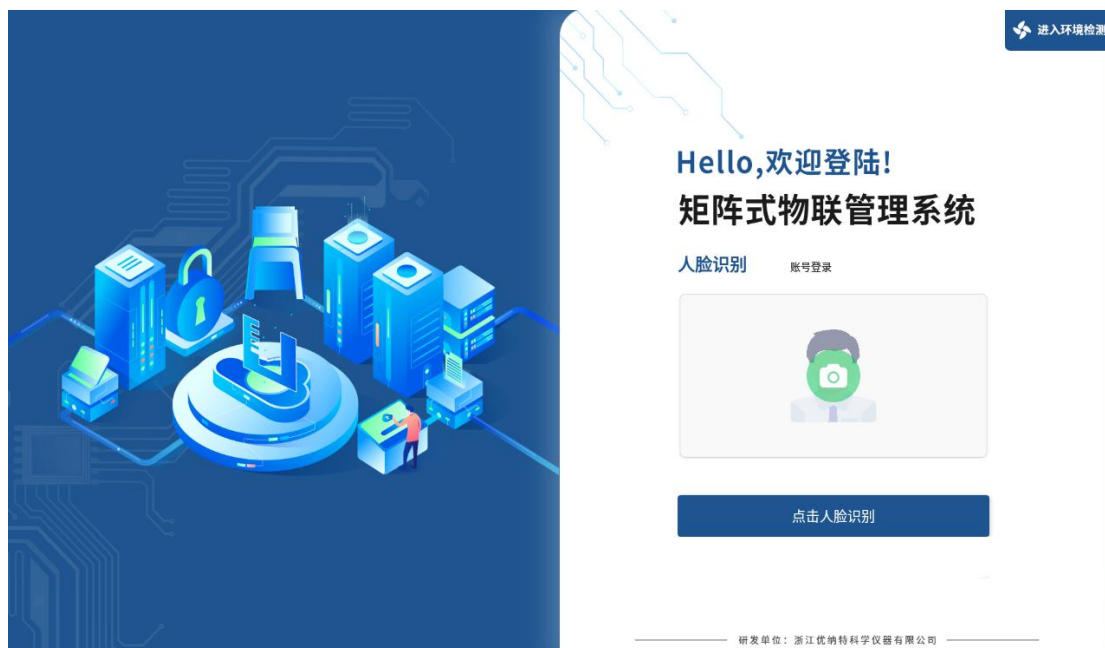 进入环境检测
Hello,欢迎登陆!
矩阵式物联管理系统
人脸识别 账号登录
点击人脸识别
研发单位：浙江优纳特科学仪器有限公司